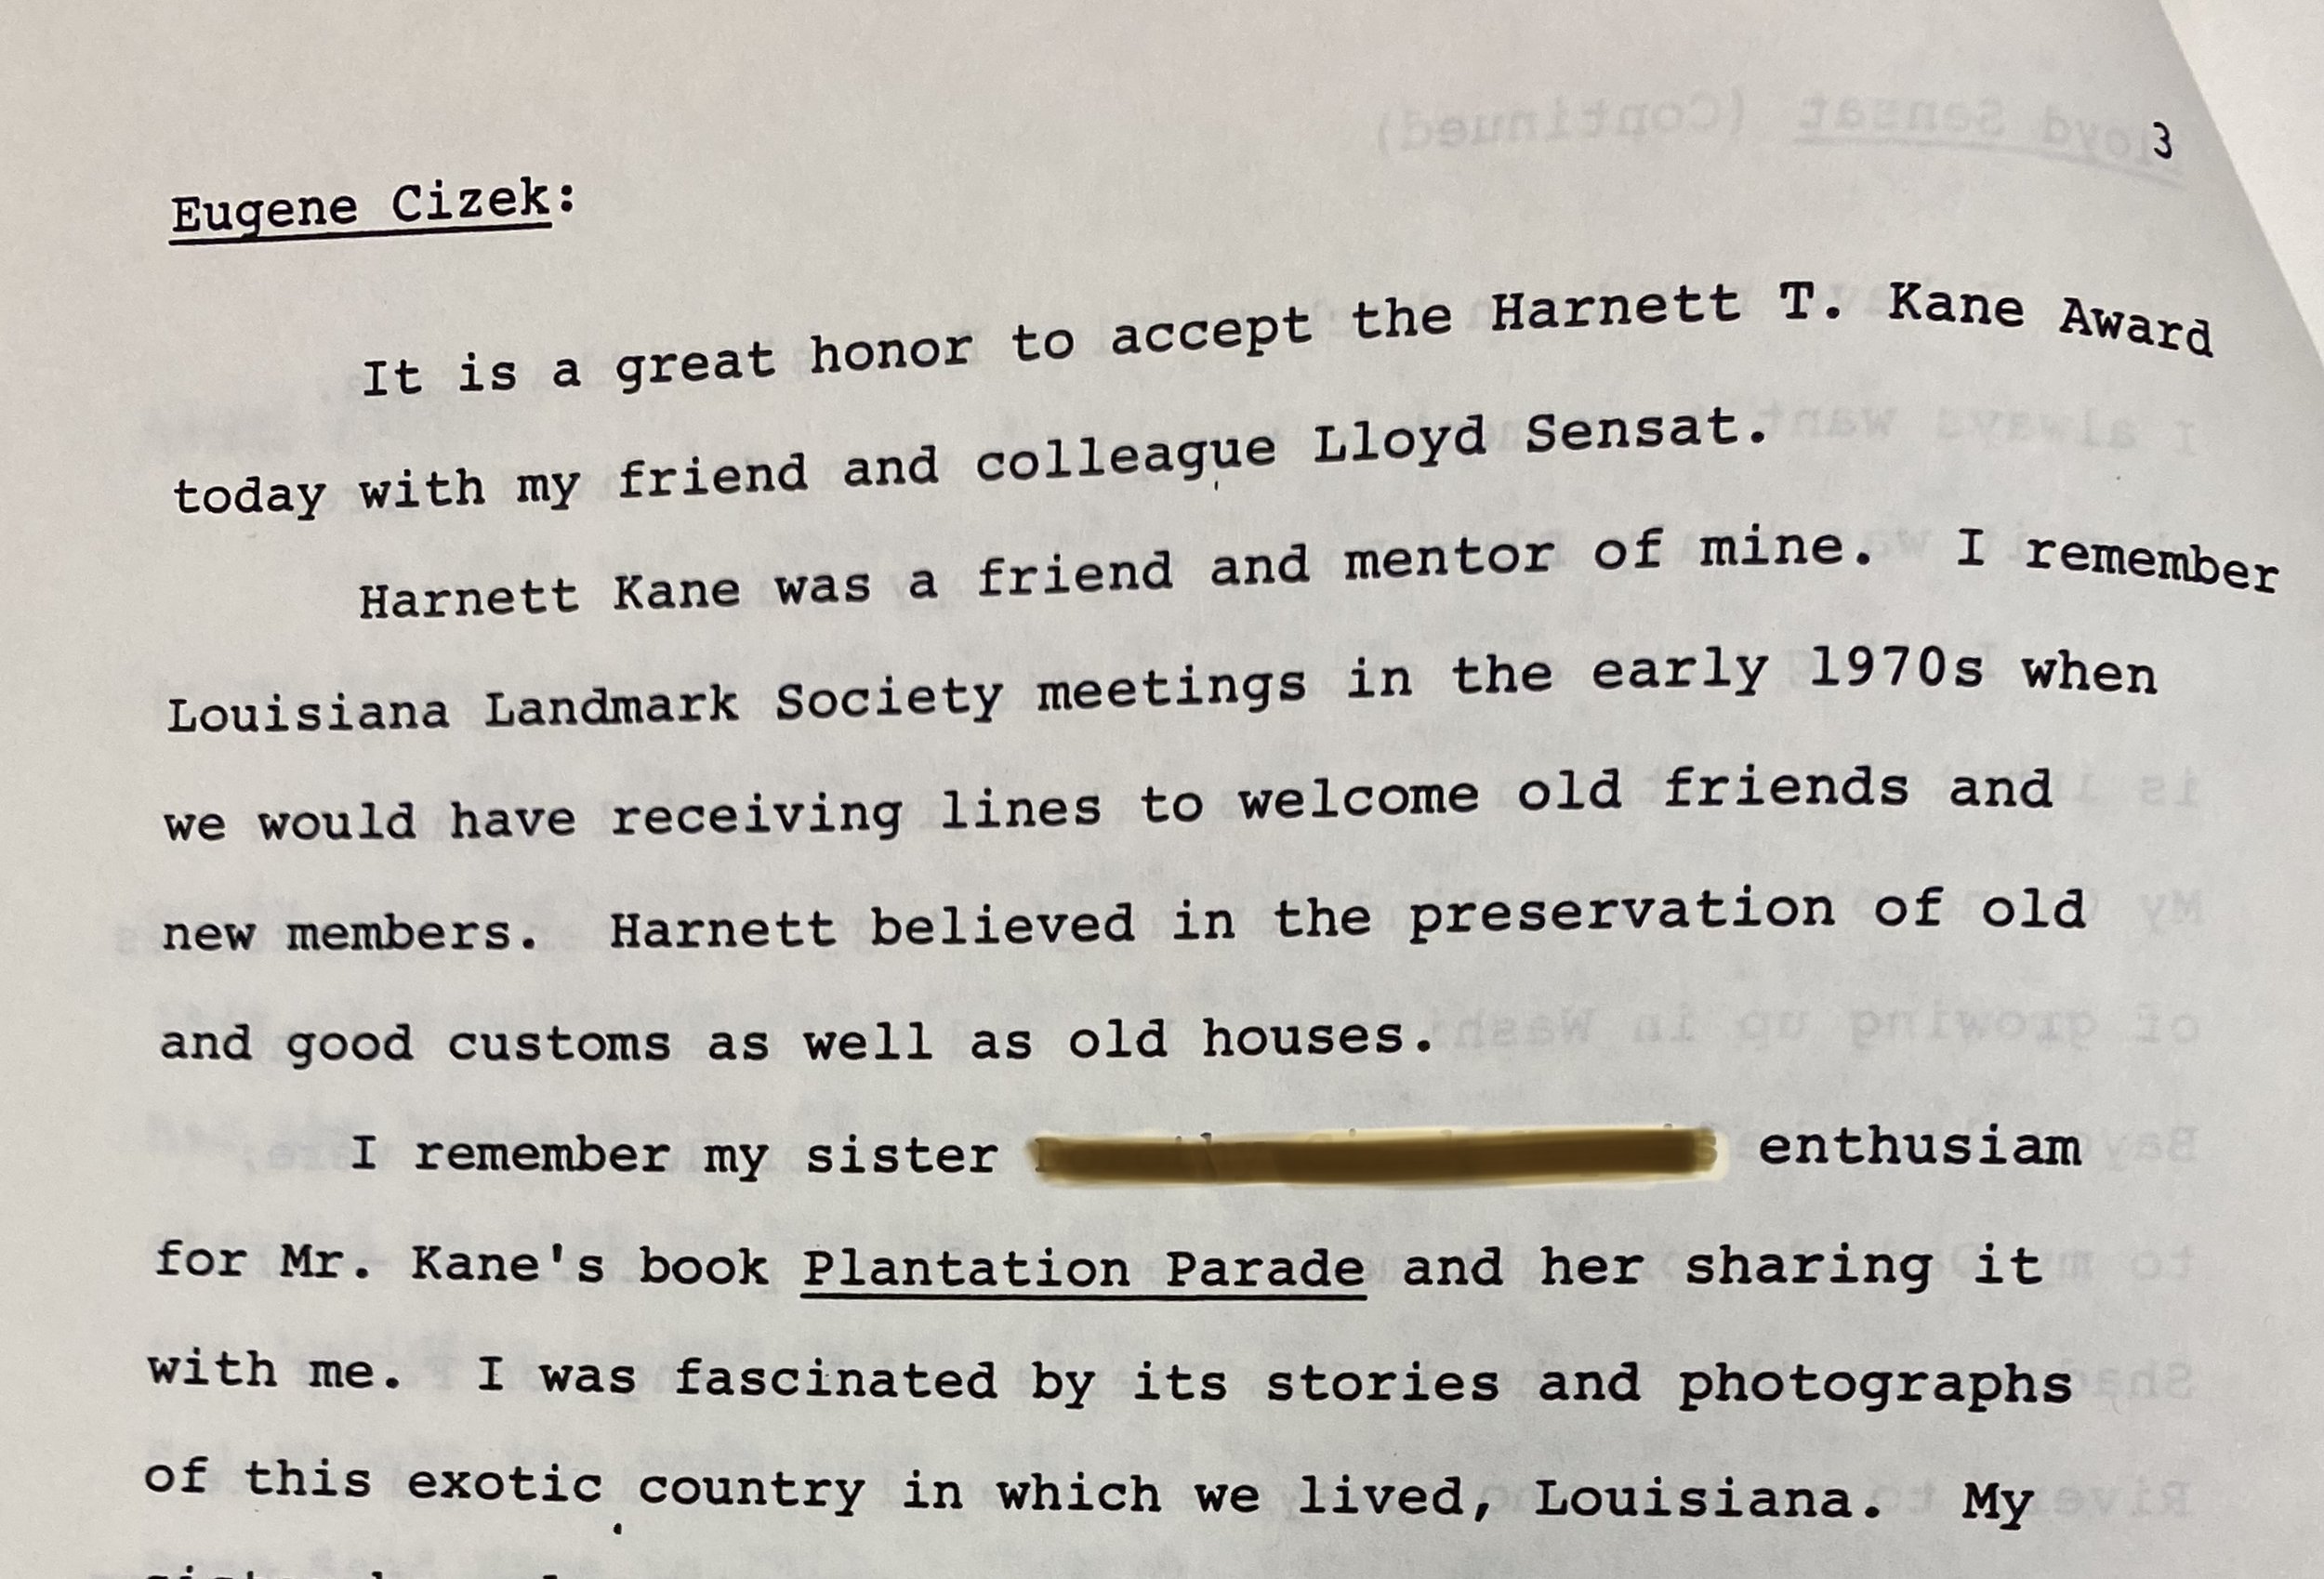 3
Eugene Cizek:
It is a great honor to accept the Harnett T. Kane Award
today with my friend and colleague Lloyd Sensat.
Harnett Kane was a friend and mentor of mine. I remember
Louisiana Landmark Society meetings in the early 1970s when
we would have receiving lines to welcome old friends and
new members. Harnett believed in the preservation of old
and good customs as well as old houses.
I remember my sister enthusiam
for Mr. Kane's book Plantation Parade and her sharing it
with me. I was fascinated by its stories and photographs
of this exotic country in which we lived, Louisiana. My